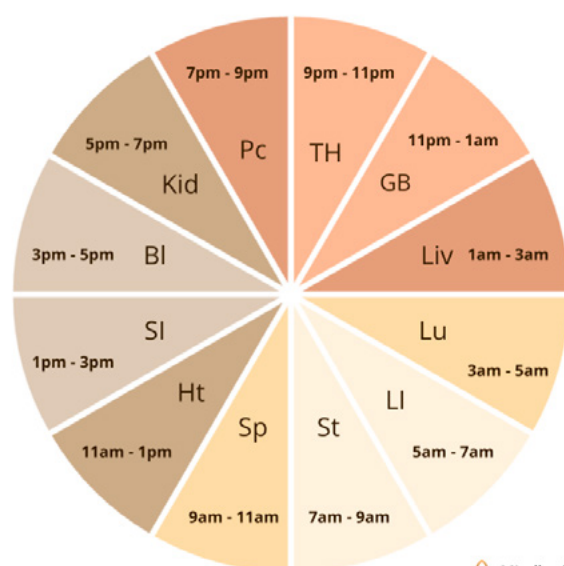 9pm - 11pm
TH
11pm - 1am
GB
Liv 1am - 3am
Lu
3am - 5am
LI
5am - 7am
St
7am - 9am
Sp
9am - 11am
Ht
11am - 1pm
SI
1pm - 3pm
3pm - 5pm Bl
5pm - 7pm
Kid
7pm - 9pm
Pc